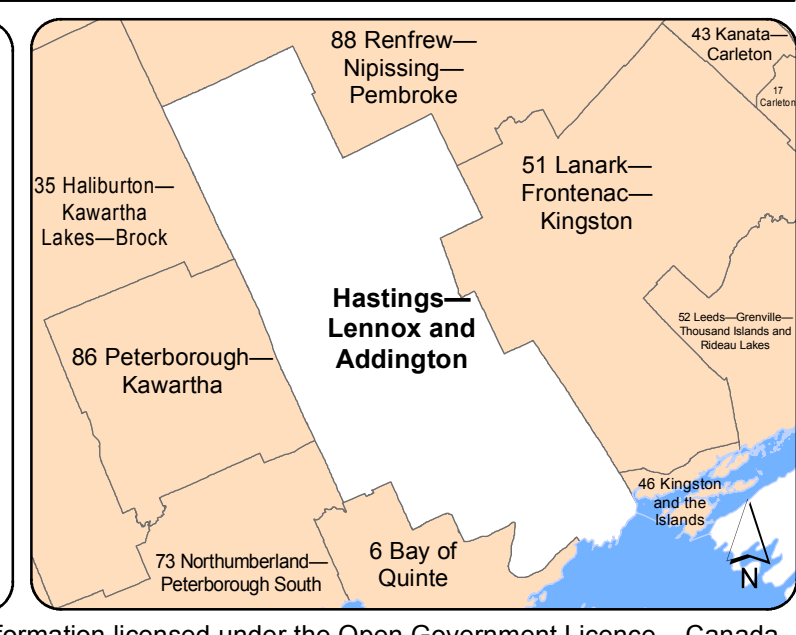 88 Renfrew—
Nipissing—
Pembroke
43 Kanata—
Carleton
17
Carleton
35 Haliburton—
Kawartha
Lakes—Brock
51 Lanark—
Frontenac—
Kingston
Hastings—
Lennox and
Addington
52 Leeds—Grenville—
Thousand Islands and
Rideau Lakes
86 Peterborough—
Kawartha
46 Kingston
and the
Islands
73 Northumberland—
Peterborough South
6 Bay of
Quinte
N
formation licensed under the Open Government Licence – Canada